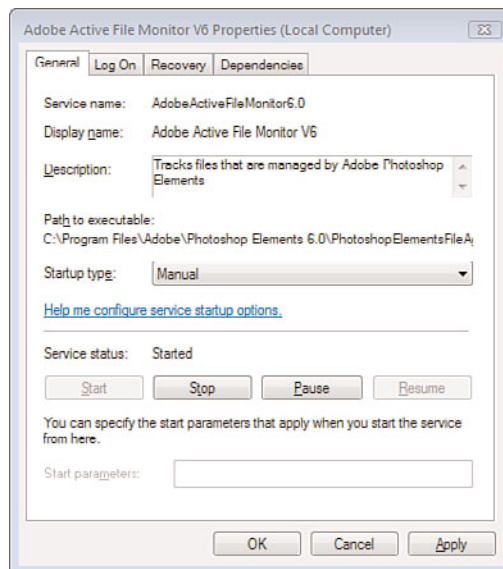 Adobe Active File Monitor V6 Properties (Local Computer)
General Log On Recovery Dependencies
Service name: AdobeActiveFileMonitor6.0
Display name: Adobe Active File Monitor V6
Description: Tracks files that are managed by Adobe Photoshop
Elements
Path to executable:
C:\Program Files\Adobe\Photoshop Elements 6.0\PhotoshopElementsFileA
Startup type: Manual
Help me configure service startup options.
Service status: Started
Start Stop Pause Resume
You can specify the start parameters that apply when you start the service
from here.
Start parameters:
OK Cancel Apply